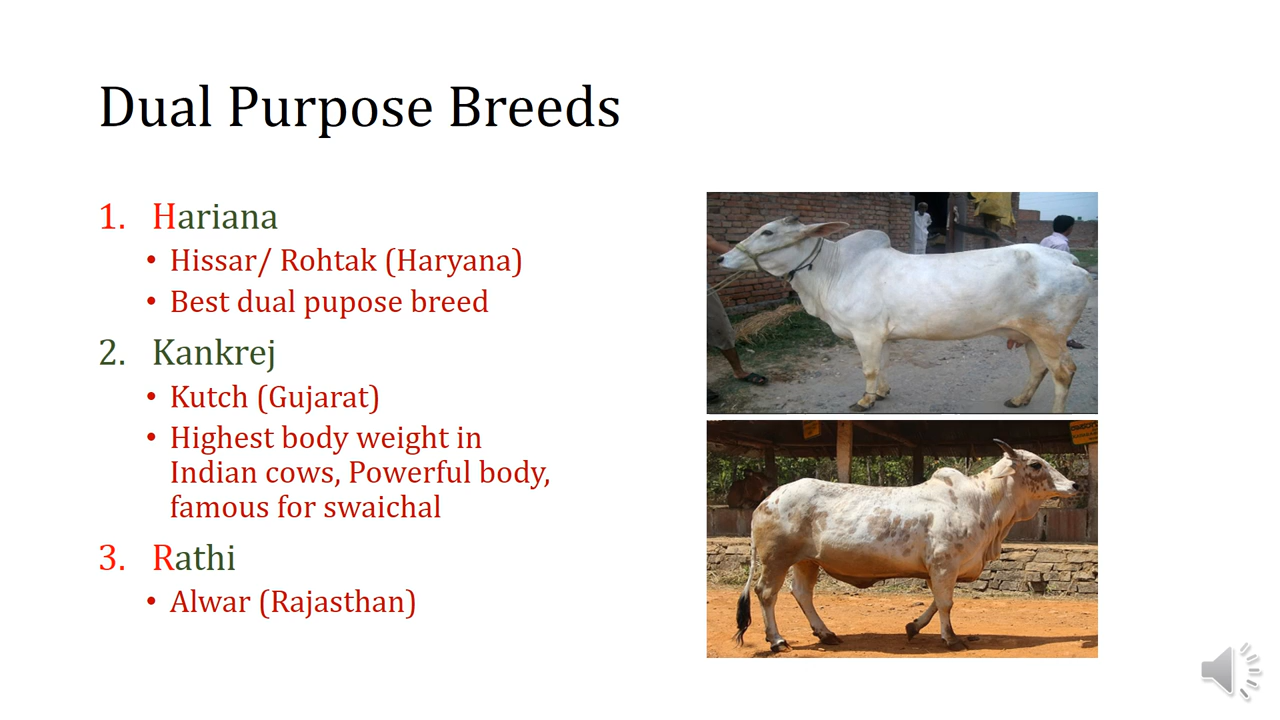 Dual Purpose Breeds
1. Hariana
• Hissar/ Rohtak (Haryana)
• Best dual pupose breed
2. Kankrej
• Kutch (Gujarat)
• Highest body weight in
Indian cows, Powerful body,
famous for swaichal
3. Rathi
• Alwar (Rajasthan)